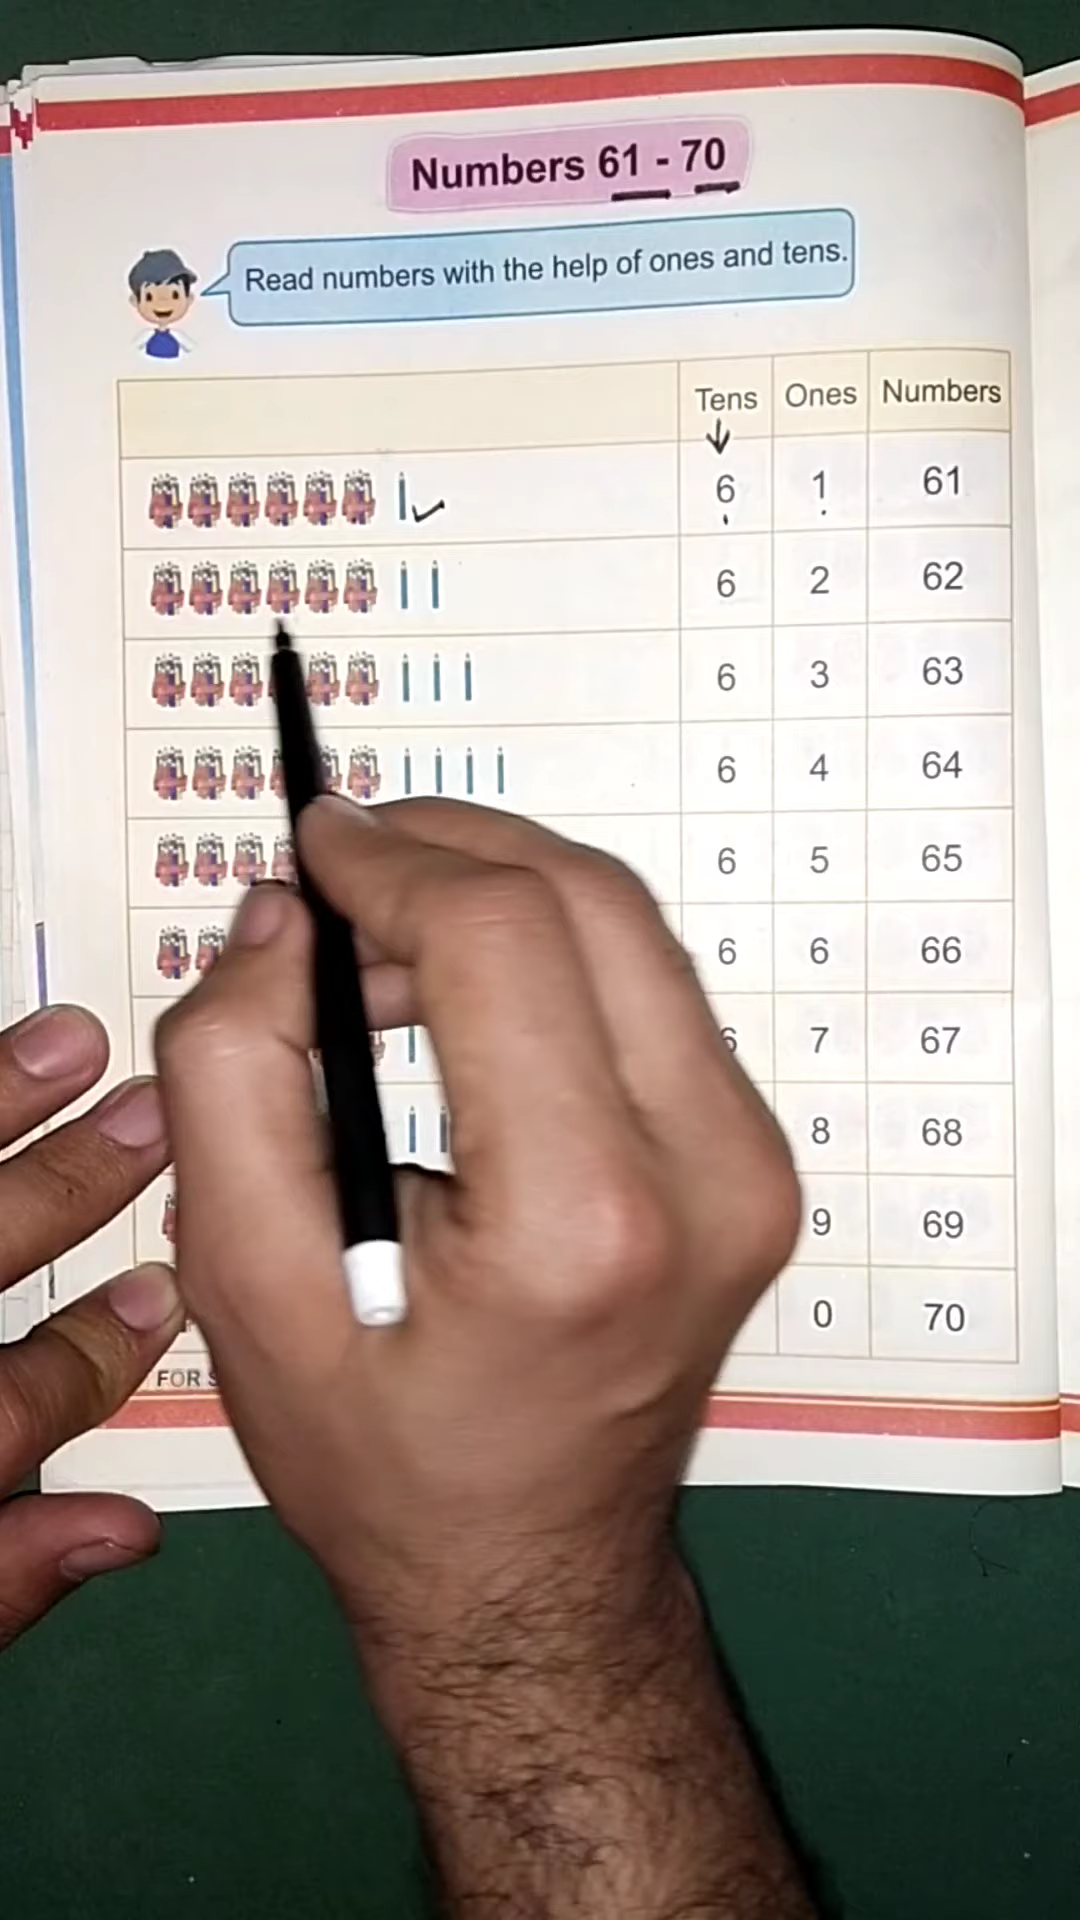 Numbers 61 - 70
Read numbers with the help of ones and tens.
Tens Ones Numbers
6 1 61
6 2 62
6 3 63
6 4 64
6 5 65
6 6 66
6 7 67
8 68
9 69
0 70
FOR